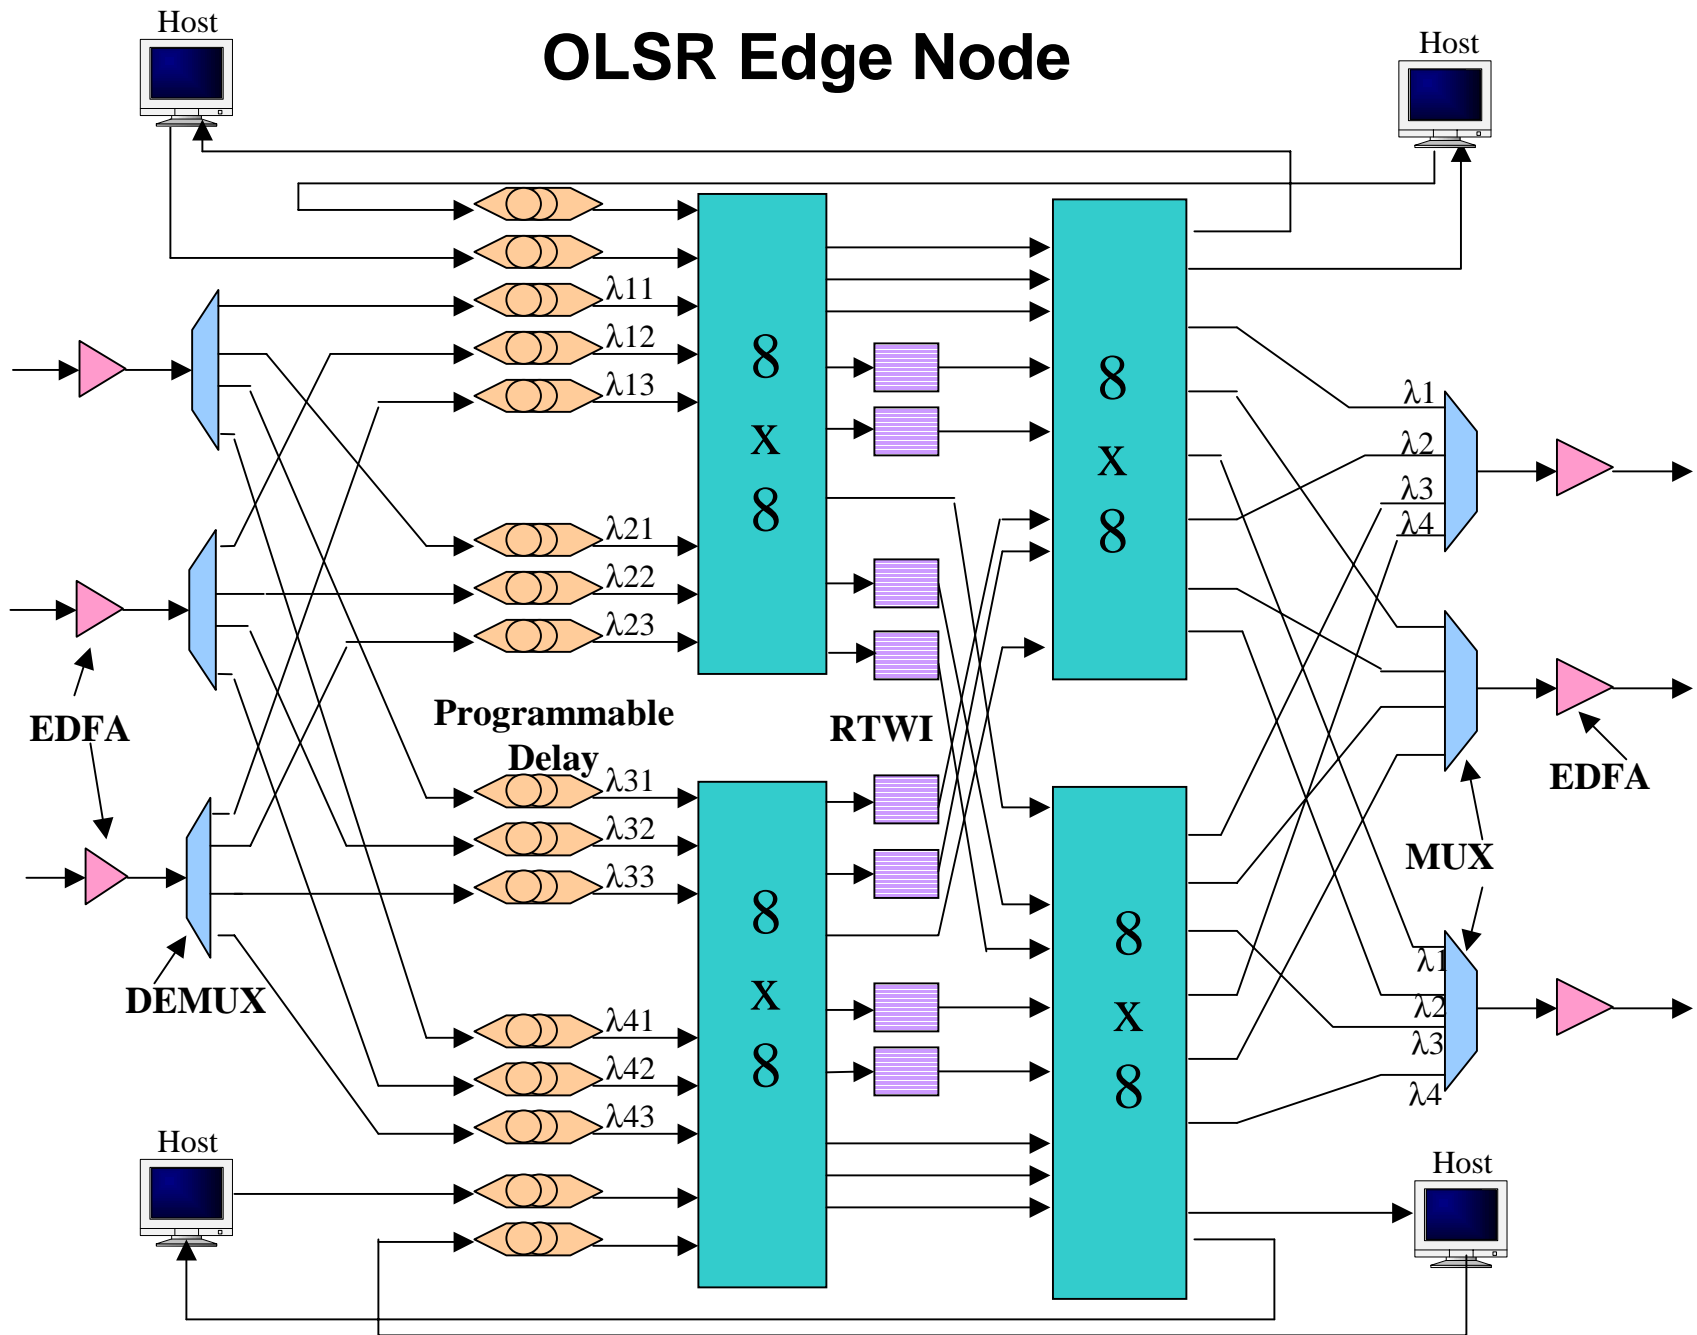 Host
OLSR Edge Node
Host
λ11
λ12
λ13
λ21
λ22
λ23
8
x
8
8
x
8
λ1
λ2
λ3
λ4
EDFA
Programmable
Delay
RTWI
EDFA
MUX
λ31
λ32
λ33
λ41
λ42
λ43
8
x
8
8
x
8
λ1
λ2
λ3
λ4
DEMUX
Host
Host